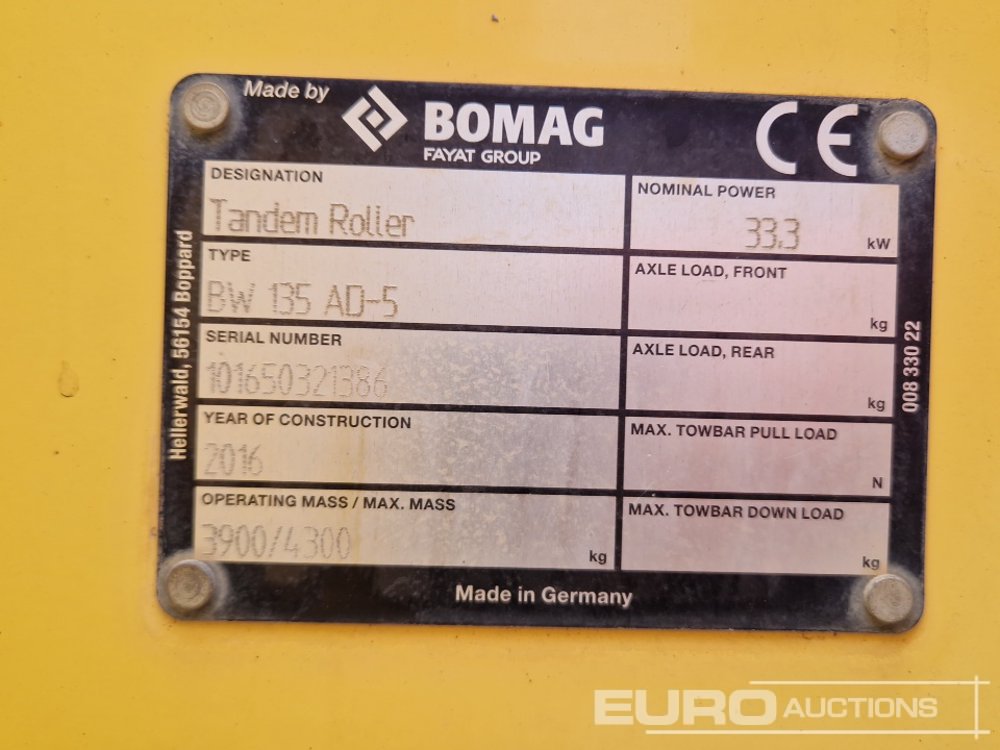 Made by
BOMAG
FAYAT GROUP
CE
DESIGNATION
Tandem Roller
TYPE
BW 135 AD-5
SERIAL NUMBER
101650321386
YEAR OF CONSTRUCTION
2016
OPERATING MASS / MAX. MASS
3900/4300 kg
NOMINAL POWER
33.3 kW
AXLE LOAD, FRONT
kg
AXLE LOAD, REAR
kg
MAX. TOWBAR PULL LOAD
N
MAX. TOWBAR DOWN LOAD
kg
Hellerwald, 56154 Boppard
008 330 22
Made in Germany
EURO AUCTIONS